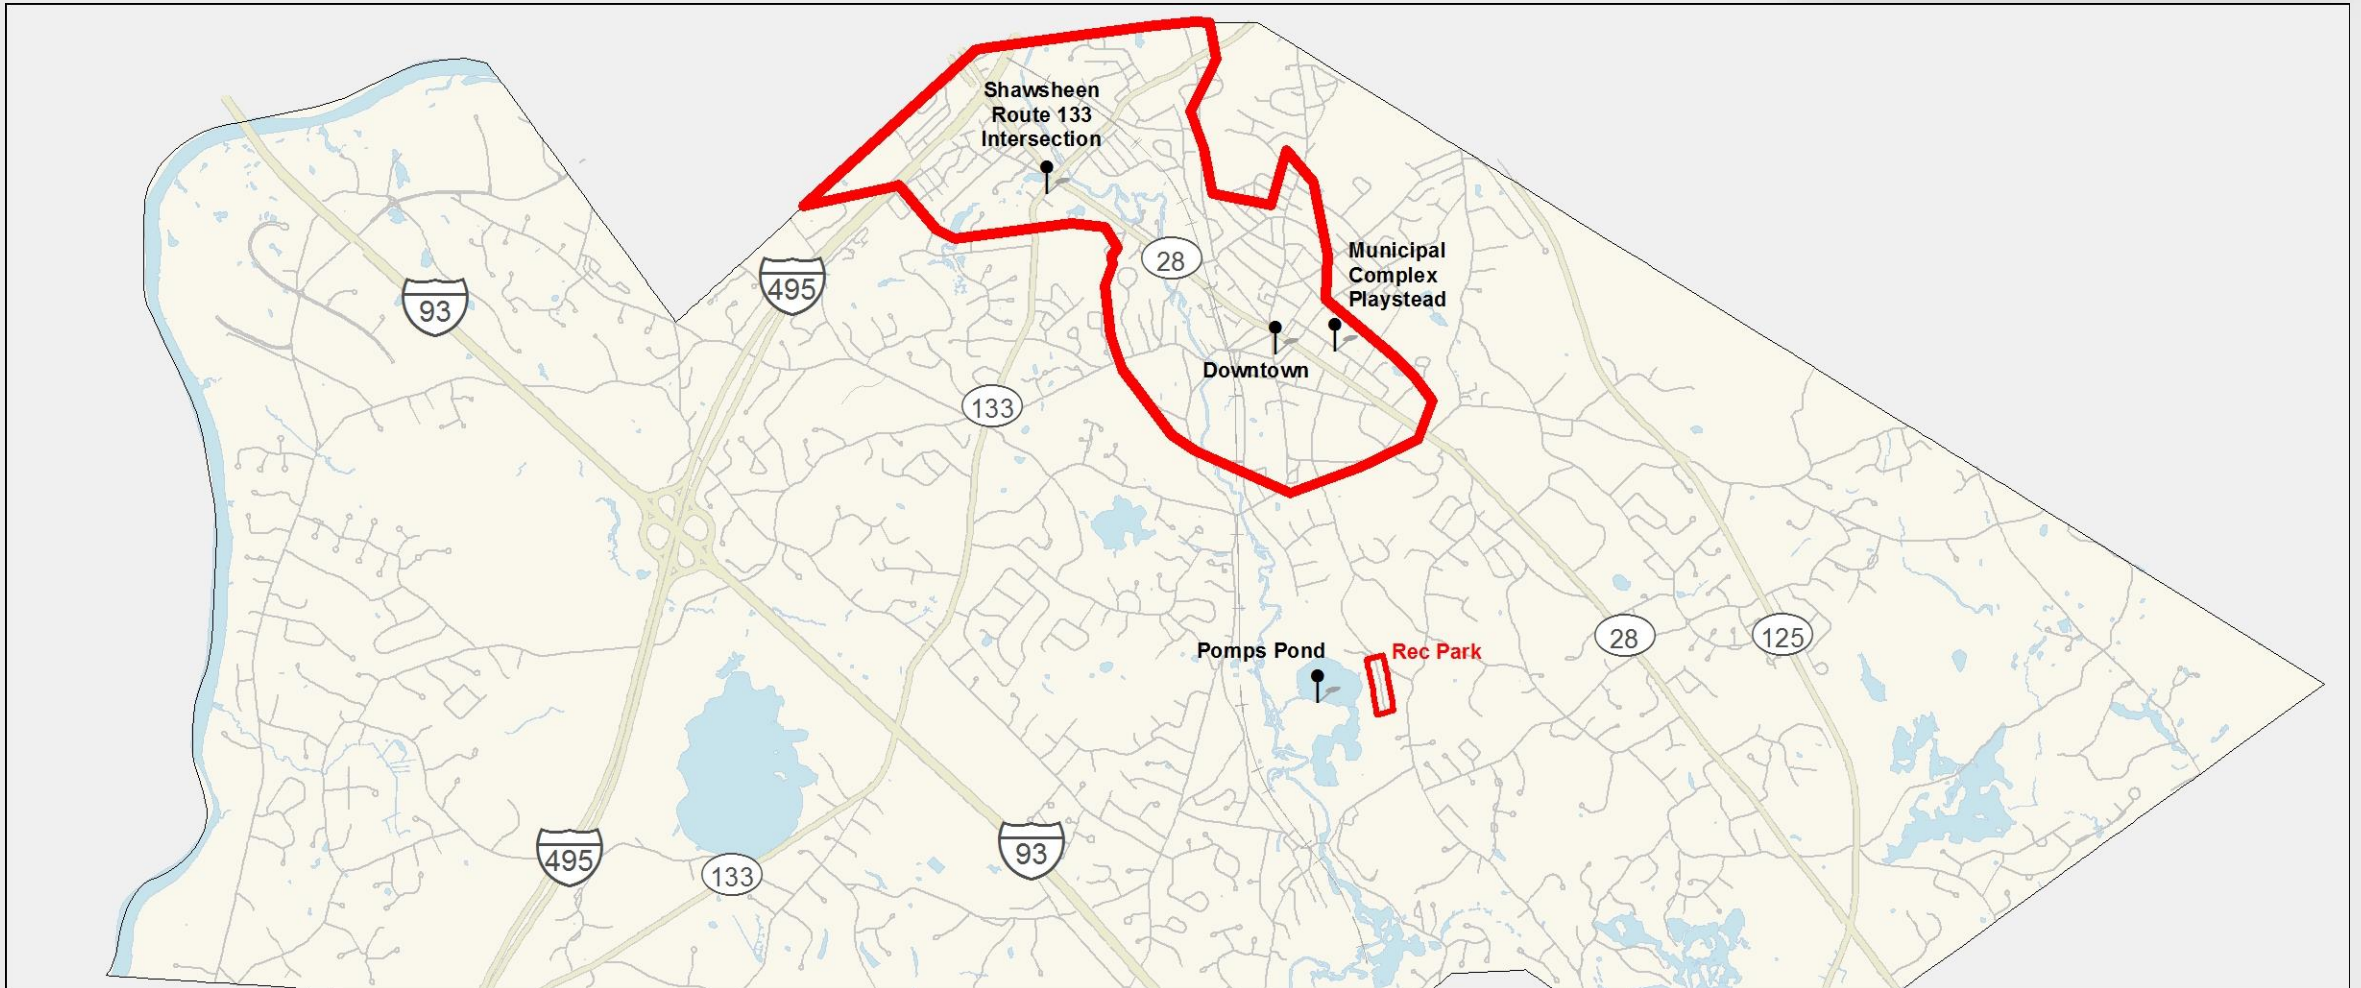 Shawsheen
Route 133
Intersection
28
Municipal
Complex
Playstead
495
93
Downtown
133
28
125
Pomps Pond
Rec Park
495
93
133